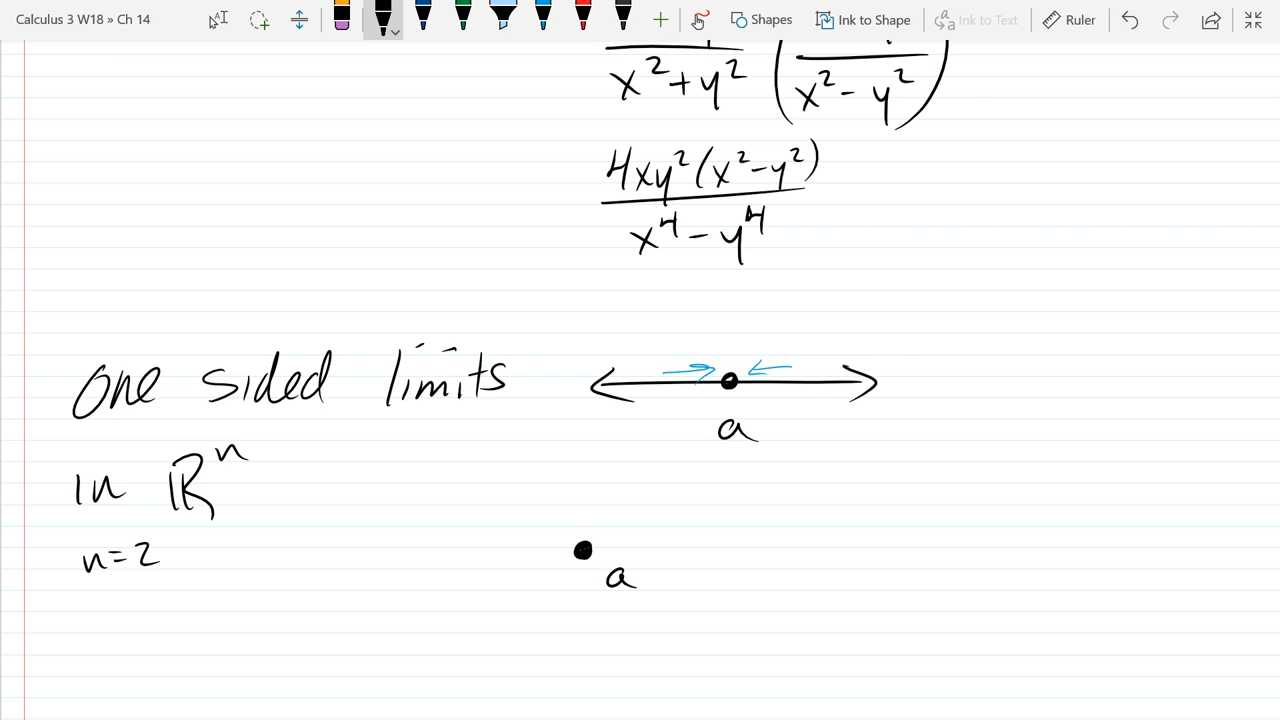 Calculus 3 W18 » Ch 14
Shapes
Ink to Shape
Ink to Text
Ruler
x²+y² ( x²-y² )
4xy²(x²-y²)
x⁴-y⁴
one sided limits
a
in ℝⁿ
n=2
a